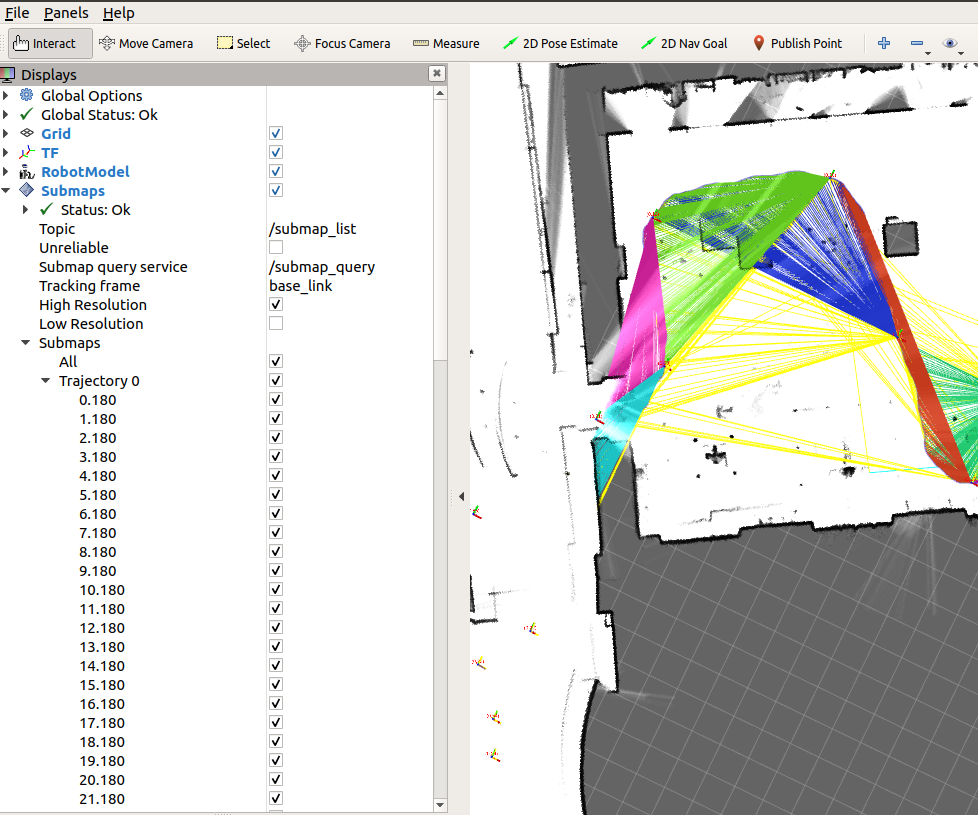 File Panels Help
Interact Move Camera Select Focus Camera Measure 2D Pose Estimate 2D Nav Goal Publish Point
Displays
Global Options
Global Status: Ok
Grid
TF
RobotModel
Submaps
Status: Ok
Topic /submap_list
Unreliable
Submap query service /submap_query
Tracking frame base_link
High Resolution
Low Resolution
Submaps
All
Trajectory 0
0.180
1.180
2.180
3.180
4.180
5.180
6.180
7.180
8.180
9.180
10.180
11.180
12.180
13.180
14.180
15.180
16.180
17.180
18.180
19.180
20.180
21.180